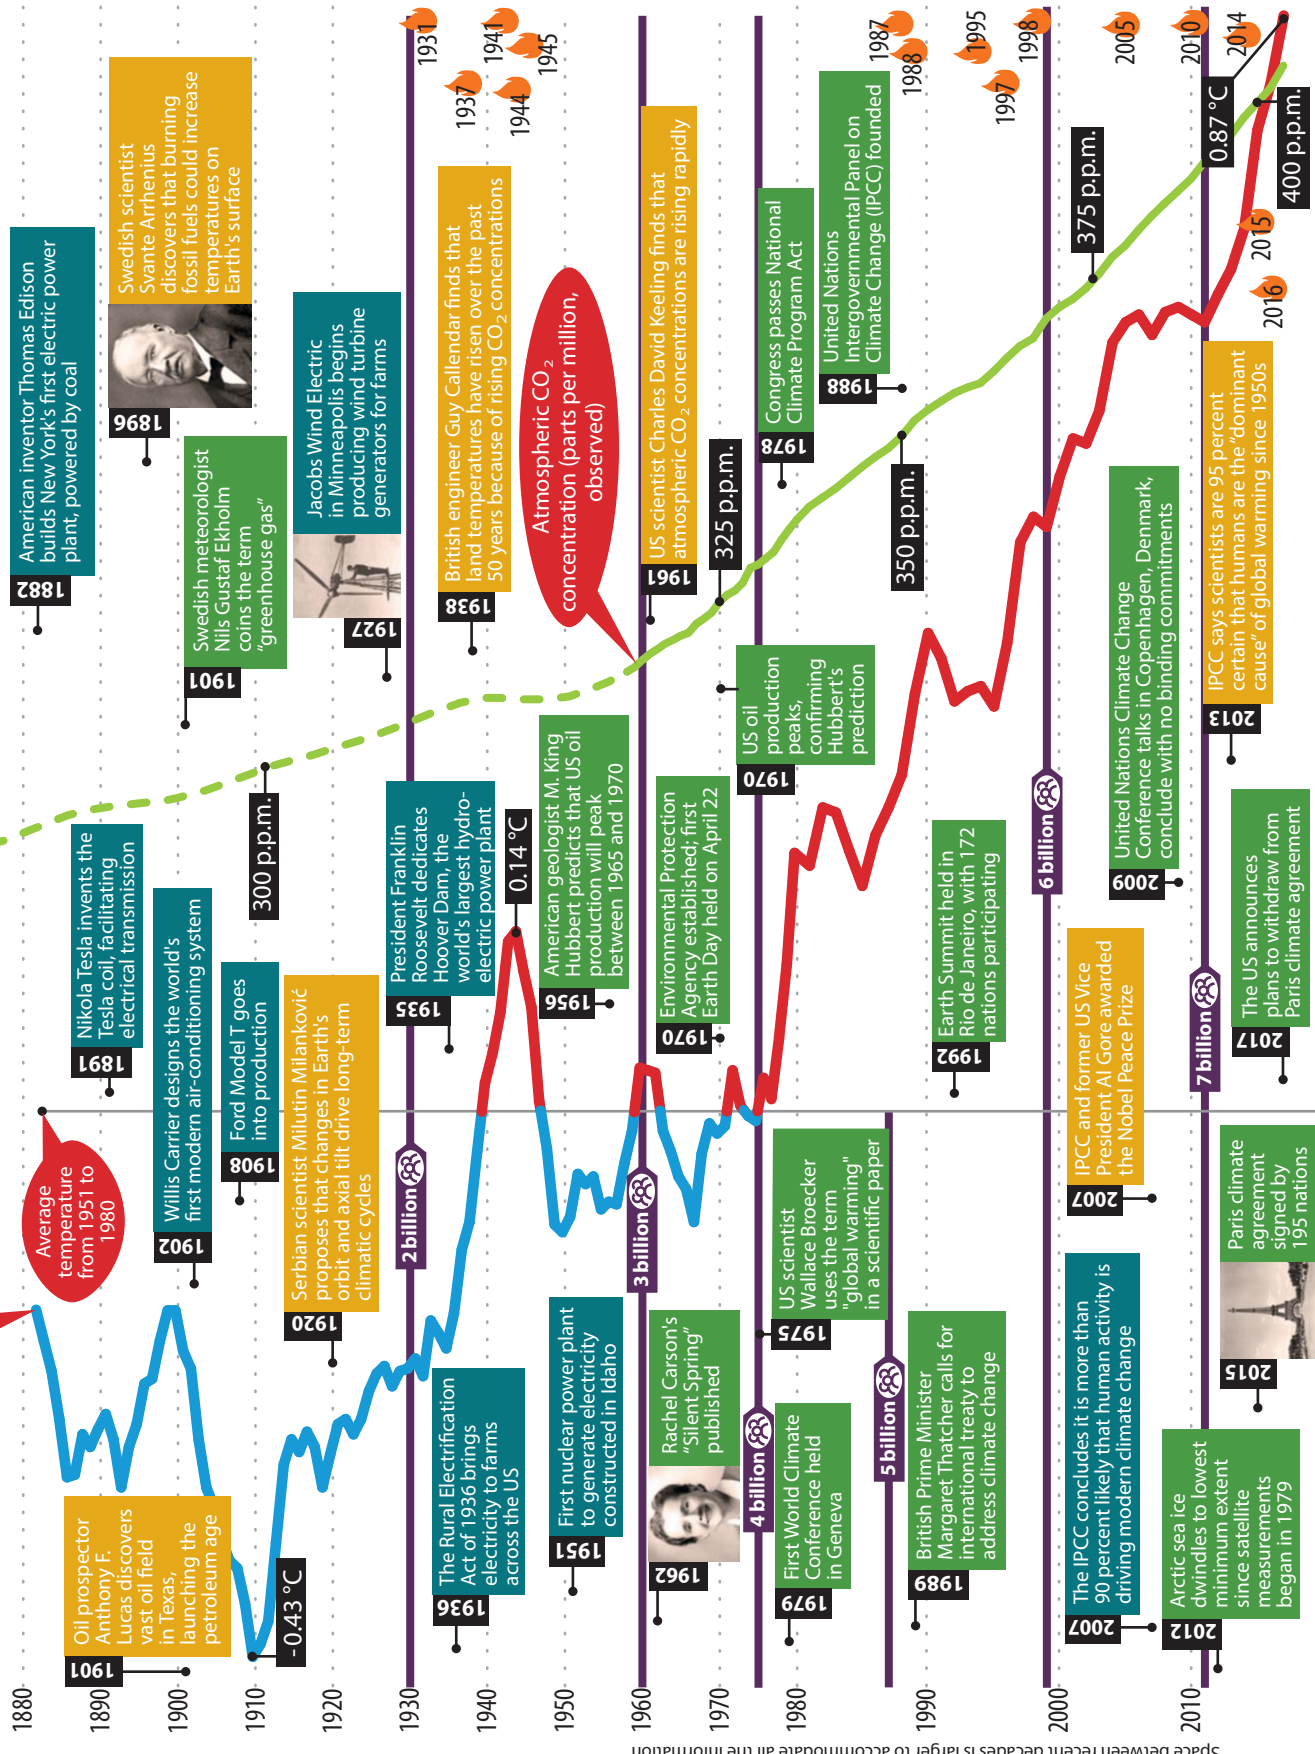 1880
1890
1900
1910
1920
1930
1940
1950
1960
1970
1980
1990
2000
2010
Space between recent decades is larger to accommodate all the information
1882
American inventor Thomas Edison
builds New York's first electric power
plant, powered by coal
Average
temperature
from 1951 to
1980
1891
Nikola Tesla invents the
Tesla coil, facilitating
electrical transmission
1896
Swedish scientist
Svante Arrhenius
discovers that burning
fossil fuels could increase
temperatures on
Earth's surface
1901
Oil prospector
Anthony F.
Lucas discovers
vast oil field
in Texas,
launching the
petroleum age
1901
Swedish meteorologist
Nils Gustaf Ekholm
coins the term
“greenhouse gas”
1902
Willis Carrier designs the world's
first modern air-conditioning system
1908
Ford Model T goes
into production
-0.43 °C
300 p.p.m.
1920
Serbian scientist Milutin Milanković
proposes that changes in Earth's
orbit and axial tilt drive long-term
climatic cycles
1927
Jacobs Wind Electric
in Minneapolis begins
producing wind turbine
generators for farms
2 billion
1931
1935
President Franklin
Roosevelt dedicates
Hoover Dam, the
world's largest hydro-
electric power plant
1936
The Rural Electrification
Act of 1936 brings
electricity to farms
across the US
1937
1938
British engineer Guy Callendar finds that
land temperatures have risen over the past
50 years because of rising CO₂ concentrations
1941
1944
1945
0.14 °C
Atmospheric CO₂
concentration (parts per million,
observed)
1951
First nuclear power plant
to generate electricity
constructed in Idaho
1956
American geologist M. King
Hubbert predicts that US oil
production will peak
between 1965 and 1970
3 billion
1961
US scientist Charles David Keeling finds that
atmospheric CO₂ concentrations are rising rapidly
1962
Rachel Carson's
“Silent Spring”
published
325 p.p.m.
1970
Environmental Protection
Agency established; first
Earth Day held on April 22
1970
US oil
production
peaks,
confirming
Hubbert's
prediction
4 billion
1975
US scientist
Wallace Broecker
uses the term
"global warming"
in a scientific paper
1978
Congress passes National
Climate Program Act
1979
First World Climate
Conference held
in Geneva
5 billion
1987
1988
1988
United Nations
Intergovernmental Panel on
Climate Change (IPCC) founded
350 p.p.m.
1989
British Prime Minister
Margaret Thatcher calls for
international treaty to
address climate change
1992
Earth Summit held in
Rio de Janeiro, with 172
nations participating
1995
1997
1998
6 billion
375 p.p.m.
2005
2007
IPCC and former US Vice
President Al Gore awarded
the Nobel Peace Prize
2007
The IPCC concludes it is more than
90 percent likely that human activity is
driving modern climate change
2009
United Nations Climate Change
Conference talks in Copenhagen, Denmark,
conclude with no binding commitments
2010
7 billion
2012
Arctic sea ice
dwindles to lowest
minimum extent
since satellite
measurements
began in 1979
2013
IPCC says scientists are 95 percent
certain that humans are the “dominant
cause” of global warming since 1950s
2014
2015
2015
Paris climate
agreement
signed by
195 nations
2016
2017
The US announces
plans to withdraw from
Paris climate agreement
0.87 °C
400 p.p.m.